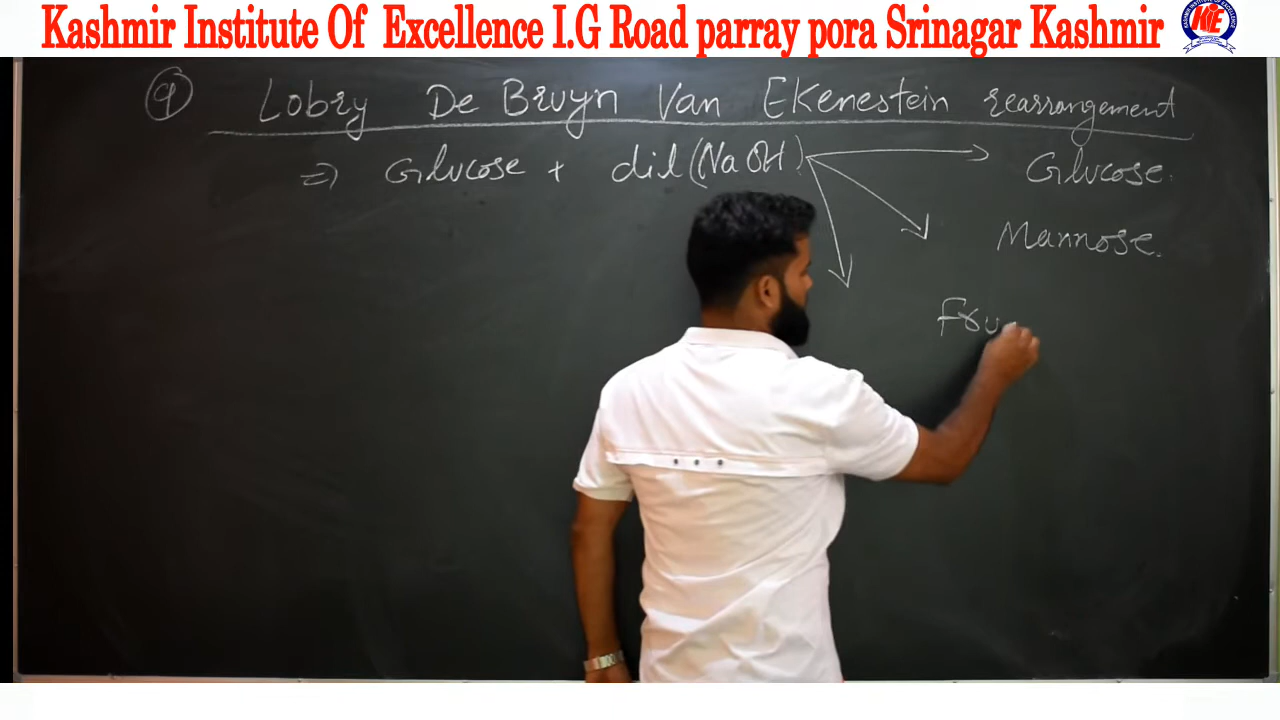 Kashmir Institute Of Excellence I.G Road parray pora Srinagar Kashmir
KIE
9 Lobry De Bruyn Van Ekenestein rearrangement
⇒ Glucose + dil (NaOH) Glucose.
Mannose.
Fru